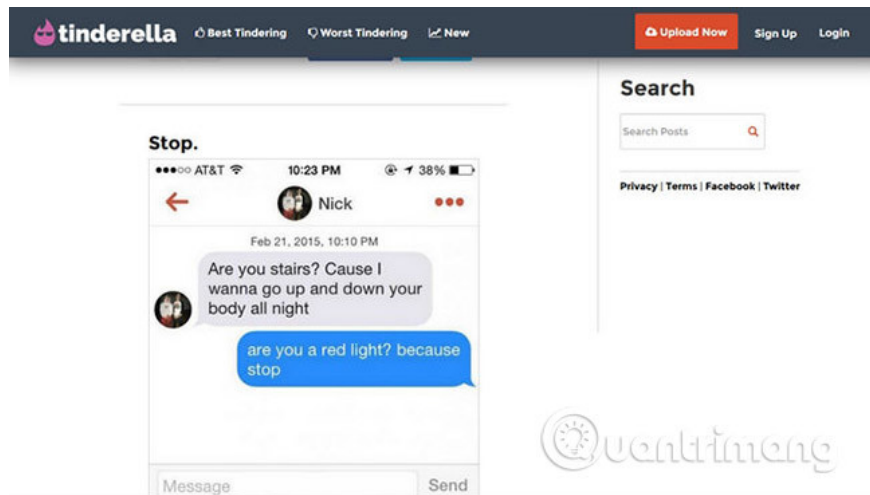 tinderella Best Tindering Worst Tindering New Upload Now Sign Up Login
Search
Search Posts
Privacy | Terms | Facebook | Twitter
Stop.
AT&T 10:23 PM 38%
Nick
Feb 21, 2015, 10:10 PM
Are you stairs? Cause I
wanna go up and down your
body all night
are you a red light? because
stop
Message Send
Quantrimang